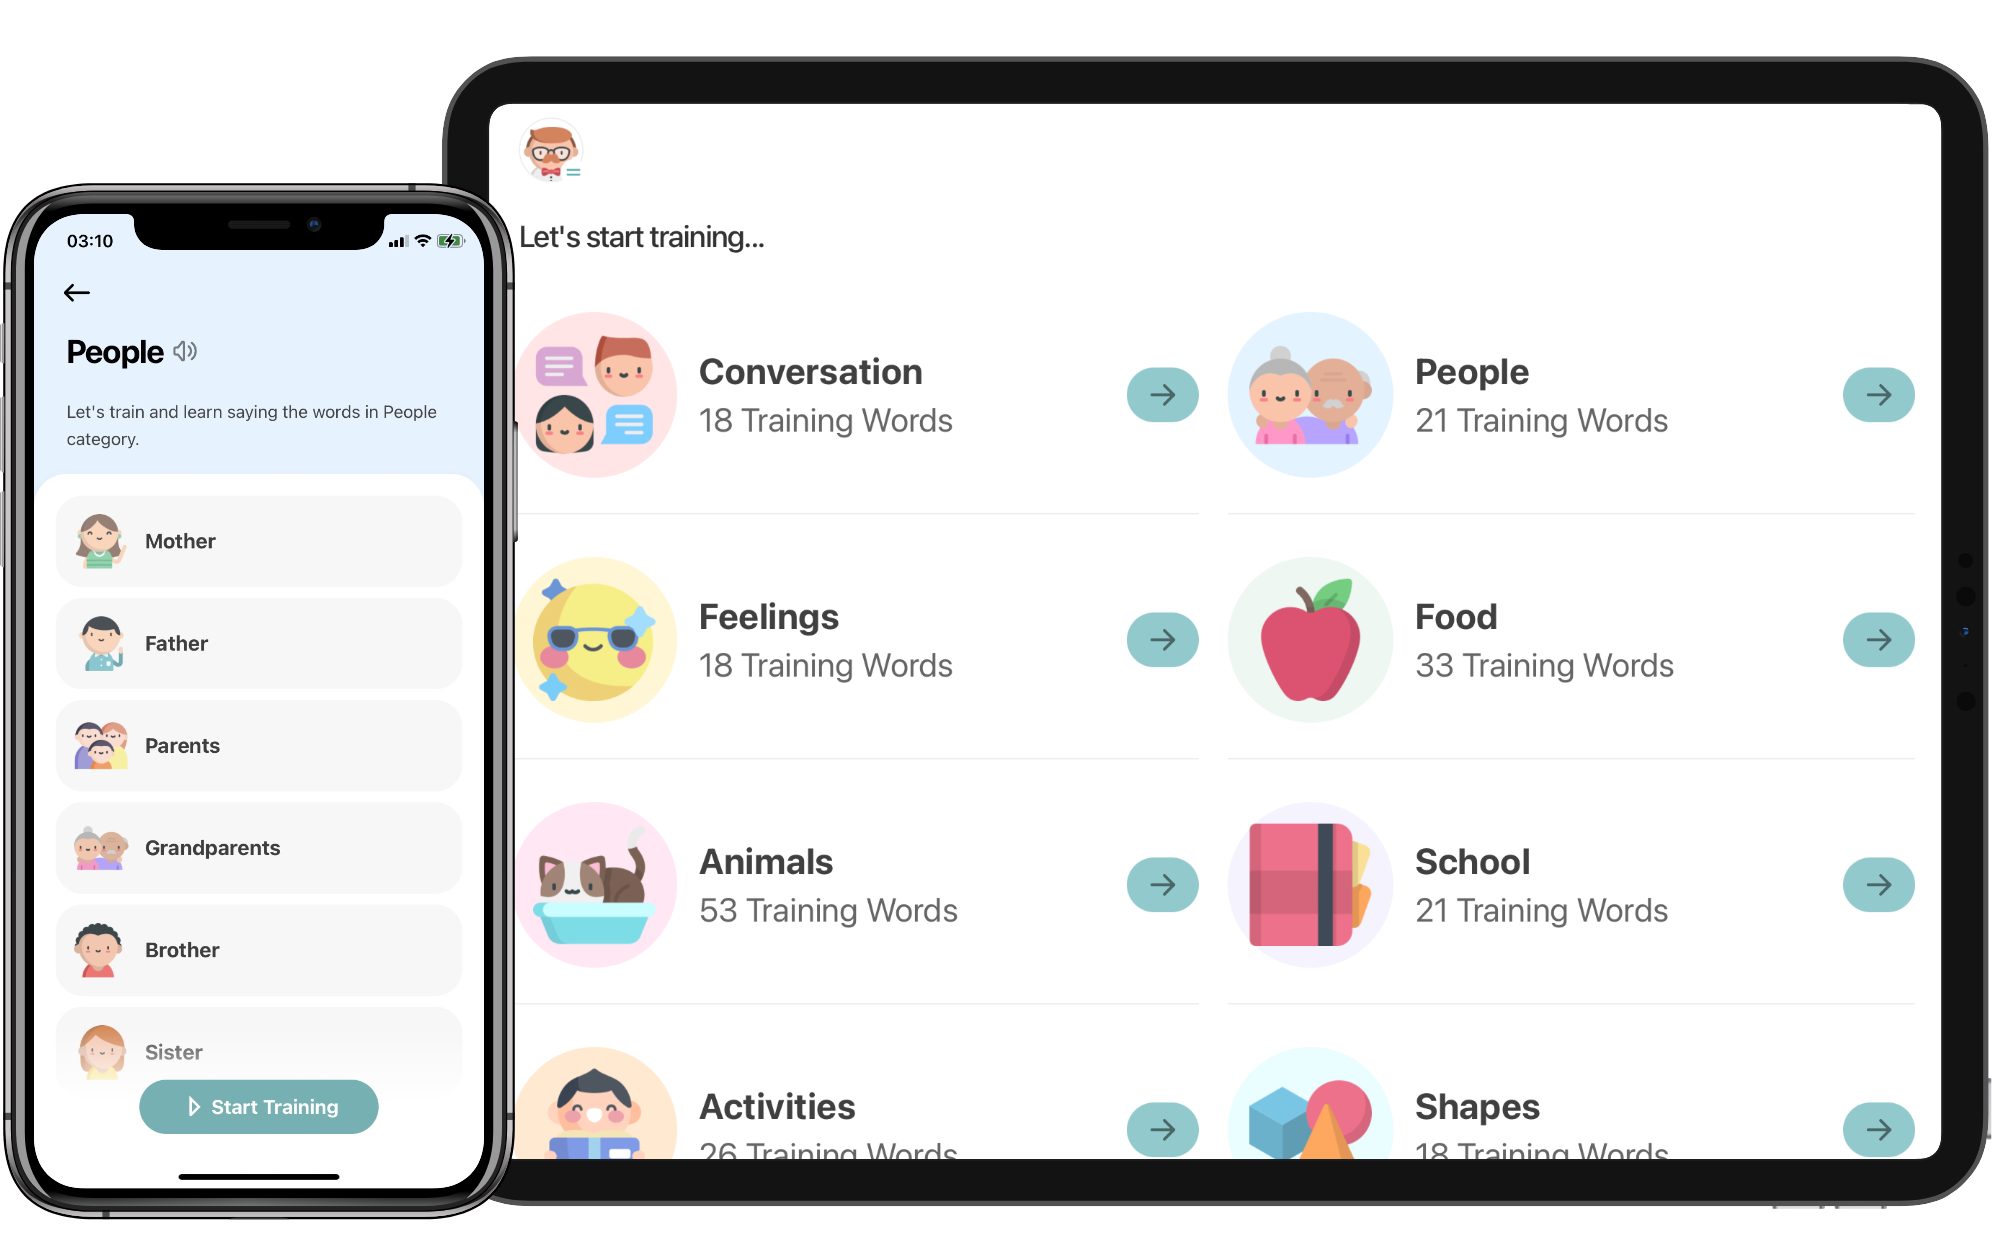 03:10
People
Let's train and learn saying the words in People
category.
Mother
Father
Parents
Grandparents
Brother
Sister
Start Training
Let's start training...
Conversation
18 Training Words
People
21 Training Words
Feelings
18 Training Words
Food
33 Training Words
Animals
53 Training Words
School
21 Training Words
Activities
26 Training Words
Shapes
18 Training Words